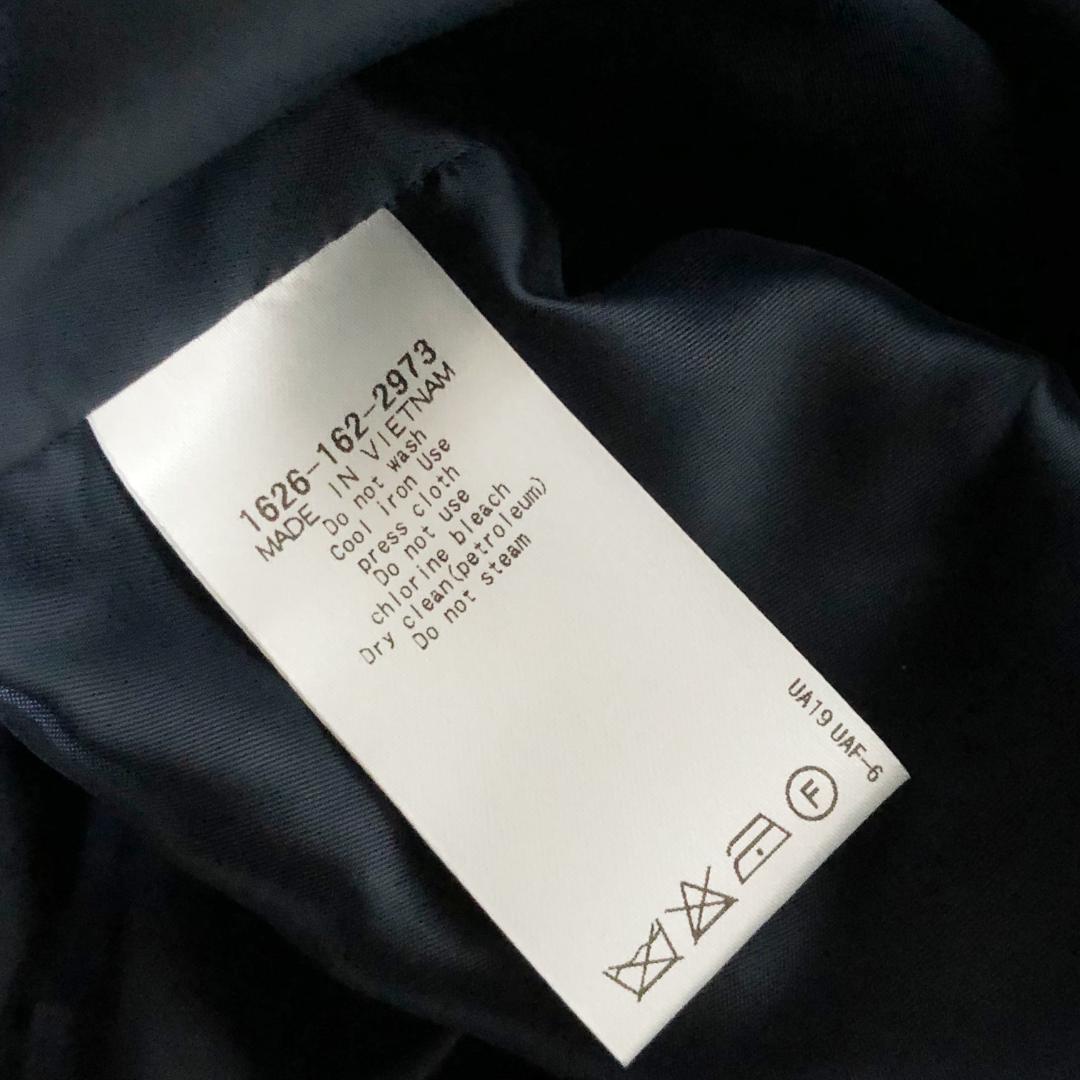 1626-162-2973
MADE IN VIETNAM
Do not wash
Cool iron Use
press cloth
Do not use
chlorine bleach
Dry clean(petroleum)
Do not steam
UA19 UAF-6
F